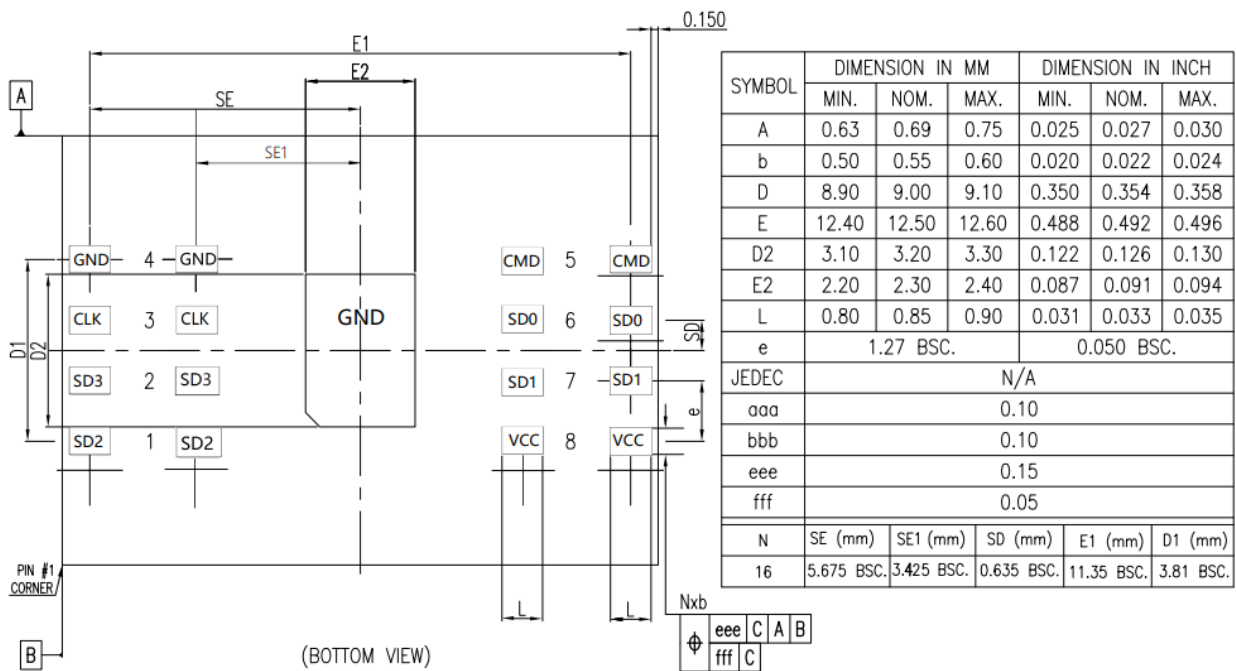 0.150
E1
E2
A
SE
SE1
GND 4 GND CMD 5 CMD
CLK 3 CLK GND SD0 6 SD0
SD
D1 D2
SD3 2 SD3 SD1 7 SD1
e
SD2 1 SD2 VCC 8 VCC
PIN #1
CORNER
L L
Nxb
eee C A B
fff C
B
(BOTTOM VIEW)
SYMBOL DIMENSION IN MM DIMENSION IN INCH
MIN. NOM. MAX. MIN. NOM. MAX.
A 0.63 0.69 0.75 0.025 0.027 0.030
b 0.50 0.55 0.60 0.020 0.022 0.024
D 8.90 9.00 9.10 0.350 0.354 0.358
E 12.40 12.50 12.60 0.488 0.492 0.496
D2 3.10 3.20 3.30 0.122 0.126 0.130
E2 2.20 2.30 2.40 0.087 0.091 0.094
L 0.80 0.85 0.90 0.031 0.033 0.035
e 1.27 BSC. 0.050 BSC.
JEDEC N/A
aaa 0.10
bbb 0.10
eee 0.15
fff 0.05
N SE (mm) SE1 (mm) SD (mm) E1 (mm) D1 (mm)
16 5.675 BSC. 3.425 BSC. 0.635 BSC. 11.35 BSC. 3.81 BSC.